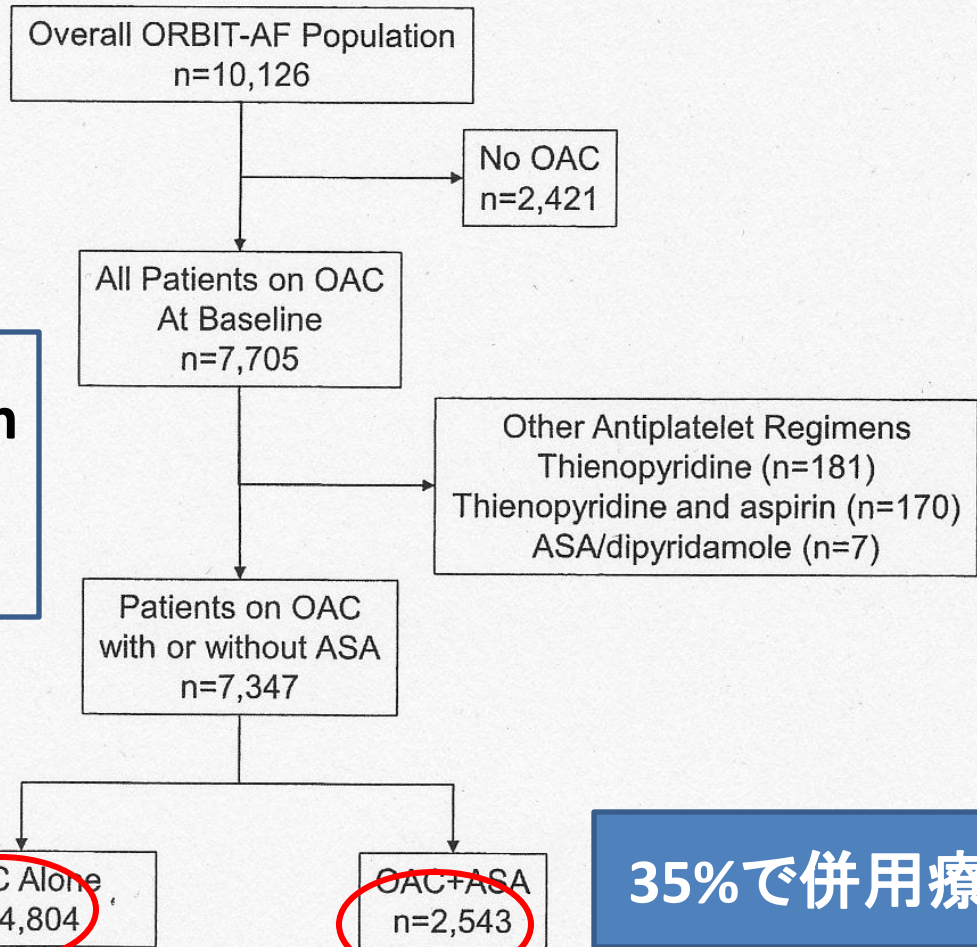 Overall ORBIT-AF Population
n=10,126
No OAC
n=2,421
All Patients on OAC
At Baseline
n=7,705
Other Antiplatelet Regimens
Thienopyridine (n=181)
Thienopyridine and aspirin (n=170)
ASA/dipyridamole (n=7)
Patients on OAC
with or without ASA
n=7,347
Alone
4,804
OAC+ASA
n=2,543
35%で併用療